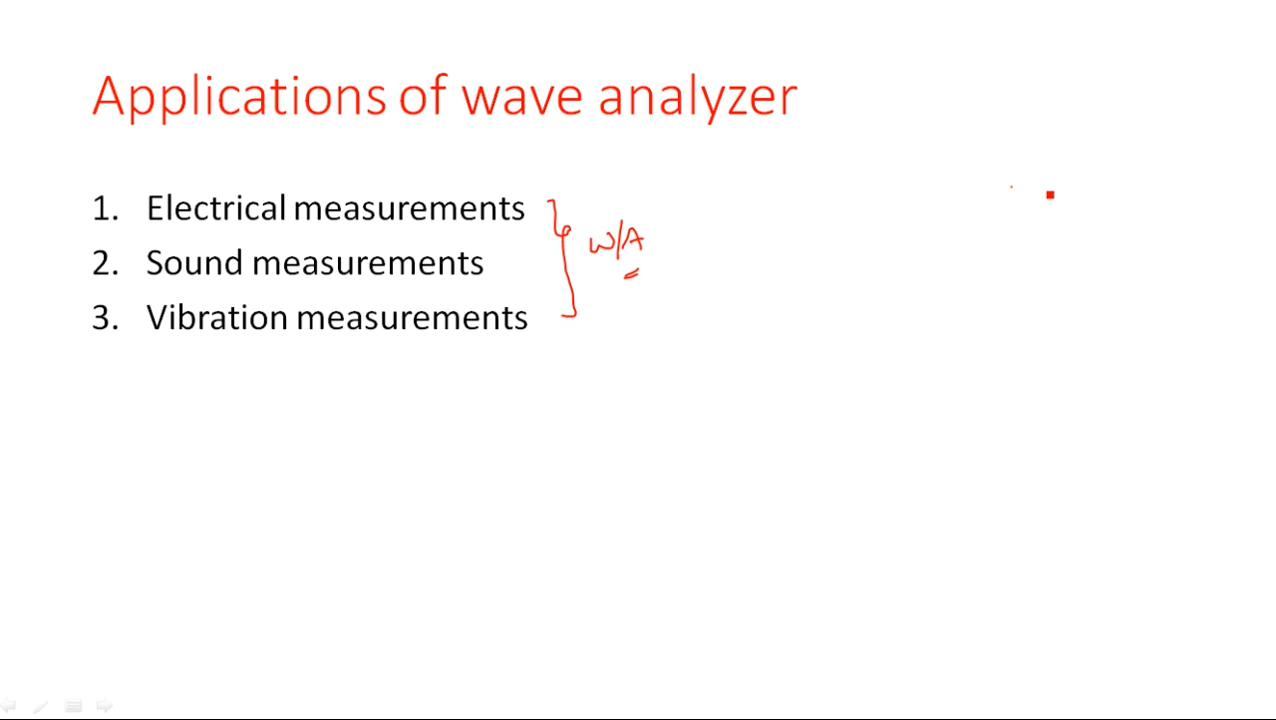 Applications of wave analyzer
1. Electrical measurements
2. Sound measurements
W/A
3. Vibration measurements